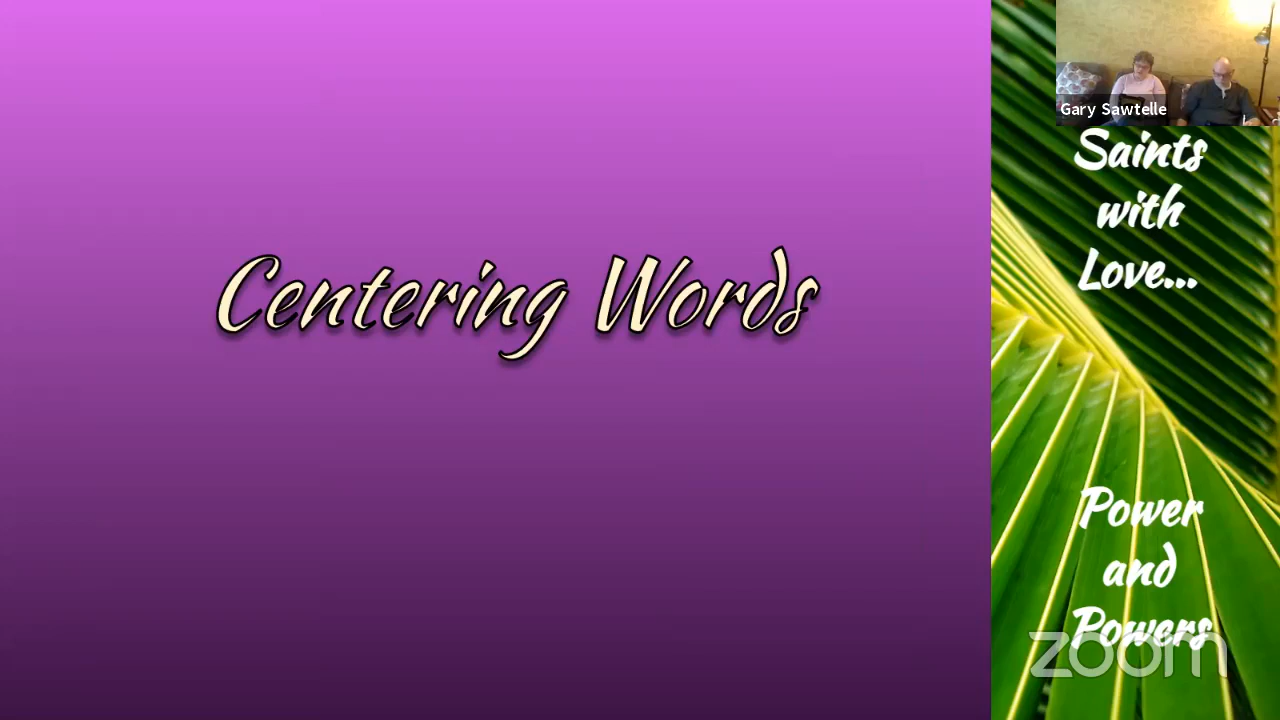 Centering Words
Gary Sawtelle
Saints
with
Love...
Power
and
Powers
zoom